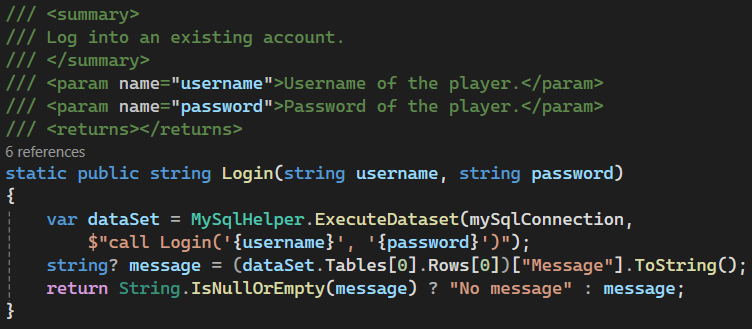 /// <summary>
/// Log into an existing account.
/// </summary>
/// <param name="username">Username of the player.</param>
/// <param name="password">Password of the player.</param>
/// <returns></returns>
6 references
static public string Login(string username, string password)
{
    var dataSet = MySqlHelper.ExecuteDataset(mySqlConnection,
        $"call Login('{username}', '{password}')");
    string? message = (dataSet.Tables[0].Rows[0])["Message"].ToString();
    return String.IsNullOrEmpty(message) ? "No message" : message;
}